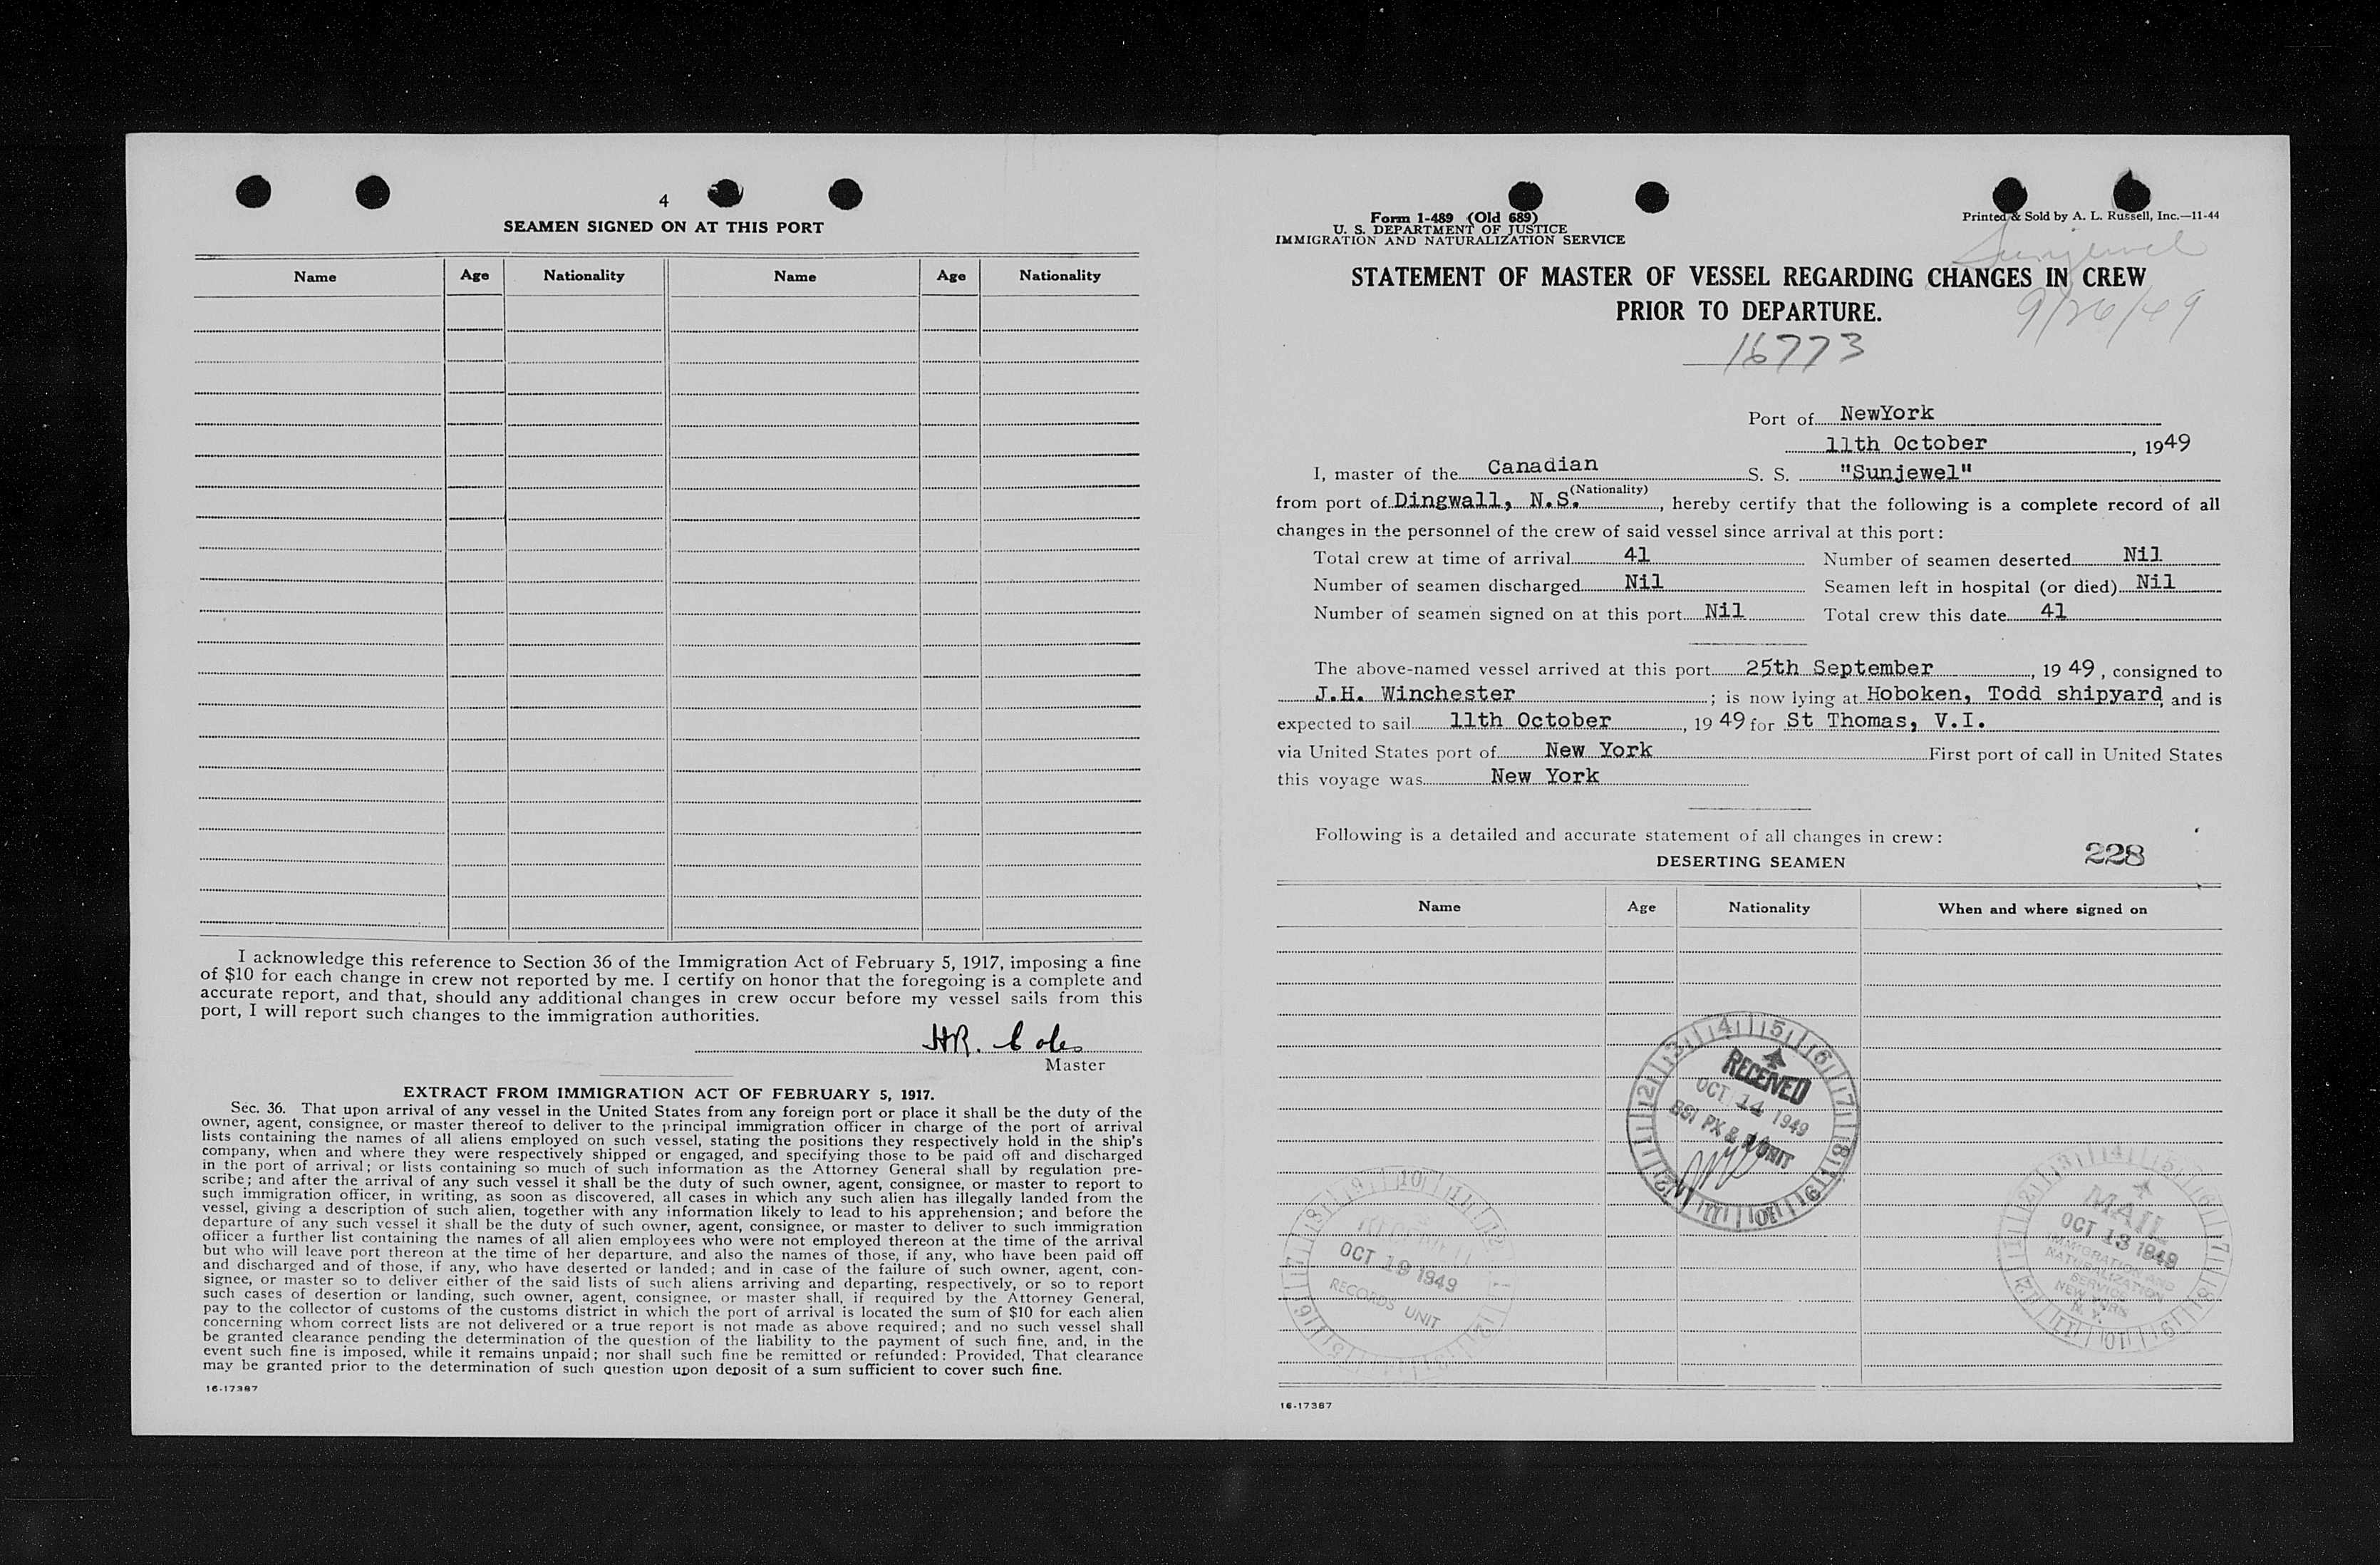 4
SEAMEN SIGNED ON AT THIS PORT
Name Age Nationality Name Age Nationality
I acknowledge this reference to Section 36 of the Immigration Act of February 5, 1917, imposing a fine
of $10 for each change in crew not reported by me. I certify on honor that the foregoing is a complete and
accurate report, and that, should any additional changes in crew occur before my vessel sails from this
port, I will report such changes to the immigration authorities.
HR. Coles
Master
EXTRACT FROM IMMIGRATION ACT OF FEBRUARY 5, 1917.
Sec. 36. That upon arrival of any vessel in the United States from any foreign port or place it shall be the duty of the
owner, agent, consignee, or master thereof to deliver to the principal immigration officer in charge of the port of arrival
lists containing the names of all aliens employed on such vessel, stating the positions they respectively hold in the ship's
company, when and where they were respectively shipped or engaged, and specifying those to be paid off and discharged
in the port of arrival; or lists containing so much of such information as the Attorney General shall by regulation pre-
scribe; and after the arrival of any such vessel it shall be the duty of such owner, agent, consignee, or master to report to
such immigration officer, in writing, as soon as discovered, all cases in which any such alien has illegally landed from the
vessel, giving a description of such alien, together with any information likely to lead to his apprehension; and before the
departure of any such vessel it shall be the duty of such owner, agent, consignee, or master to deliver to such immigration
officer a further list containing the names of all alien employees who were not employed thereon at the time of the arrival
but who will leave port thereon at the time of her departure, and also the names of those, if any, who have been paid off
and discharged and of those, if any, who have deserted or landed; and in case of the failure of such owner, agent, con-
signee, or master so to deliver either of the said lists of such aliens arriving and departing, respectively, or so to report
such cases of desertion or landing, such owner, agent, consignee, or master shall, if required by the Attorney General,
pay to the collector of customs of the customs district in which the port of arrival is located the sum of $10 for each alien
concerning whom correct lists are not delivered or a true report is not made as above required; and no such vessel shall
be granted clearance pending the determination of the question of the liability to the payment of such fine, and, in the
event such fine is imposed, while it remains unpaid; nor shall such fine be remitted or refunded: Provided, That clearance
may be granted prior to the determination of such question upon deposit of a sum sufficient to cover such fine.
16-17387
Form 1-489 (Old 689)
U. S. DEPARTMENT OF JUSTICE
IMMIGRATION AND NATURALIZATION SERVICE
Printed & Sold by A. L. Russell, Inc.—11-44
Sunjewel
9/26/49
STATEMENT OF MASTER OF VESSEL REGARDING CHANGES IN CREW
PRIOR TO DEPARTURE.
16773
Port of NewYork
11th October, 1949
I, master of the Canadian S. S. "Sunjewel"
(Nationality)
from port of Dingwall, N.S., hereby certify that the following is a complete record of all
changes in the personnel of the crew of said vessel since arrival at this port:
Total crew at time of arrival 41 Number of seamen deserted Nil
Number of seamen discharged Nil Seamen left in hospital (or died) Nil
Number of seamen signed on at this port Nil Total crew this date 41
The above-named vessel arrived at this port 25th September, 19 49, consigned to
J.H. Winchester; is now lying at Hoboken, Todd shipyard, and is
expected to sail 11th October, 19 49 for St Thomas, V.I.
via United States port of New York First port of call in United States
this voyage was New York
Following is a detailed and accurate statement of all changes in crew:
228
DESERTING SEAMEN
Name Age Nationality When and where signed on
RECEIVED
OCT 14 1949
BSI PX & UNIT
OCT 19 1949
RECORDS UNIT
MAIL
OCT 13 1949
IMMIGRATION AND
NATURALIZATION
SERVICE
NEW YORK
N. Y.
16-17387